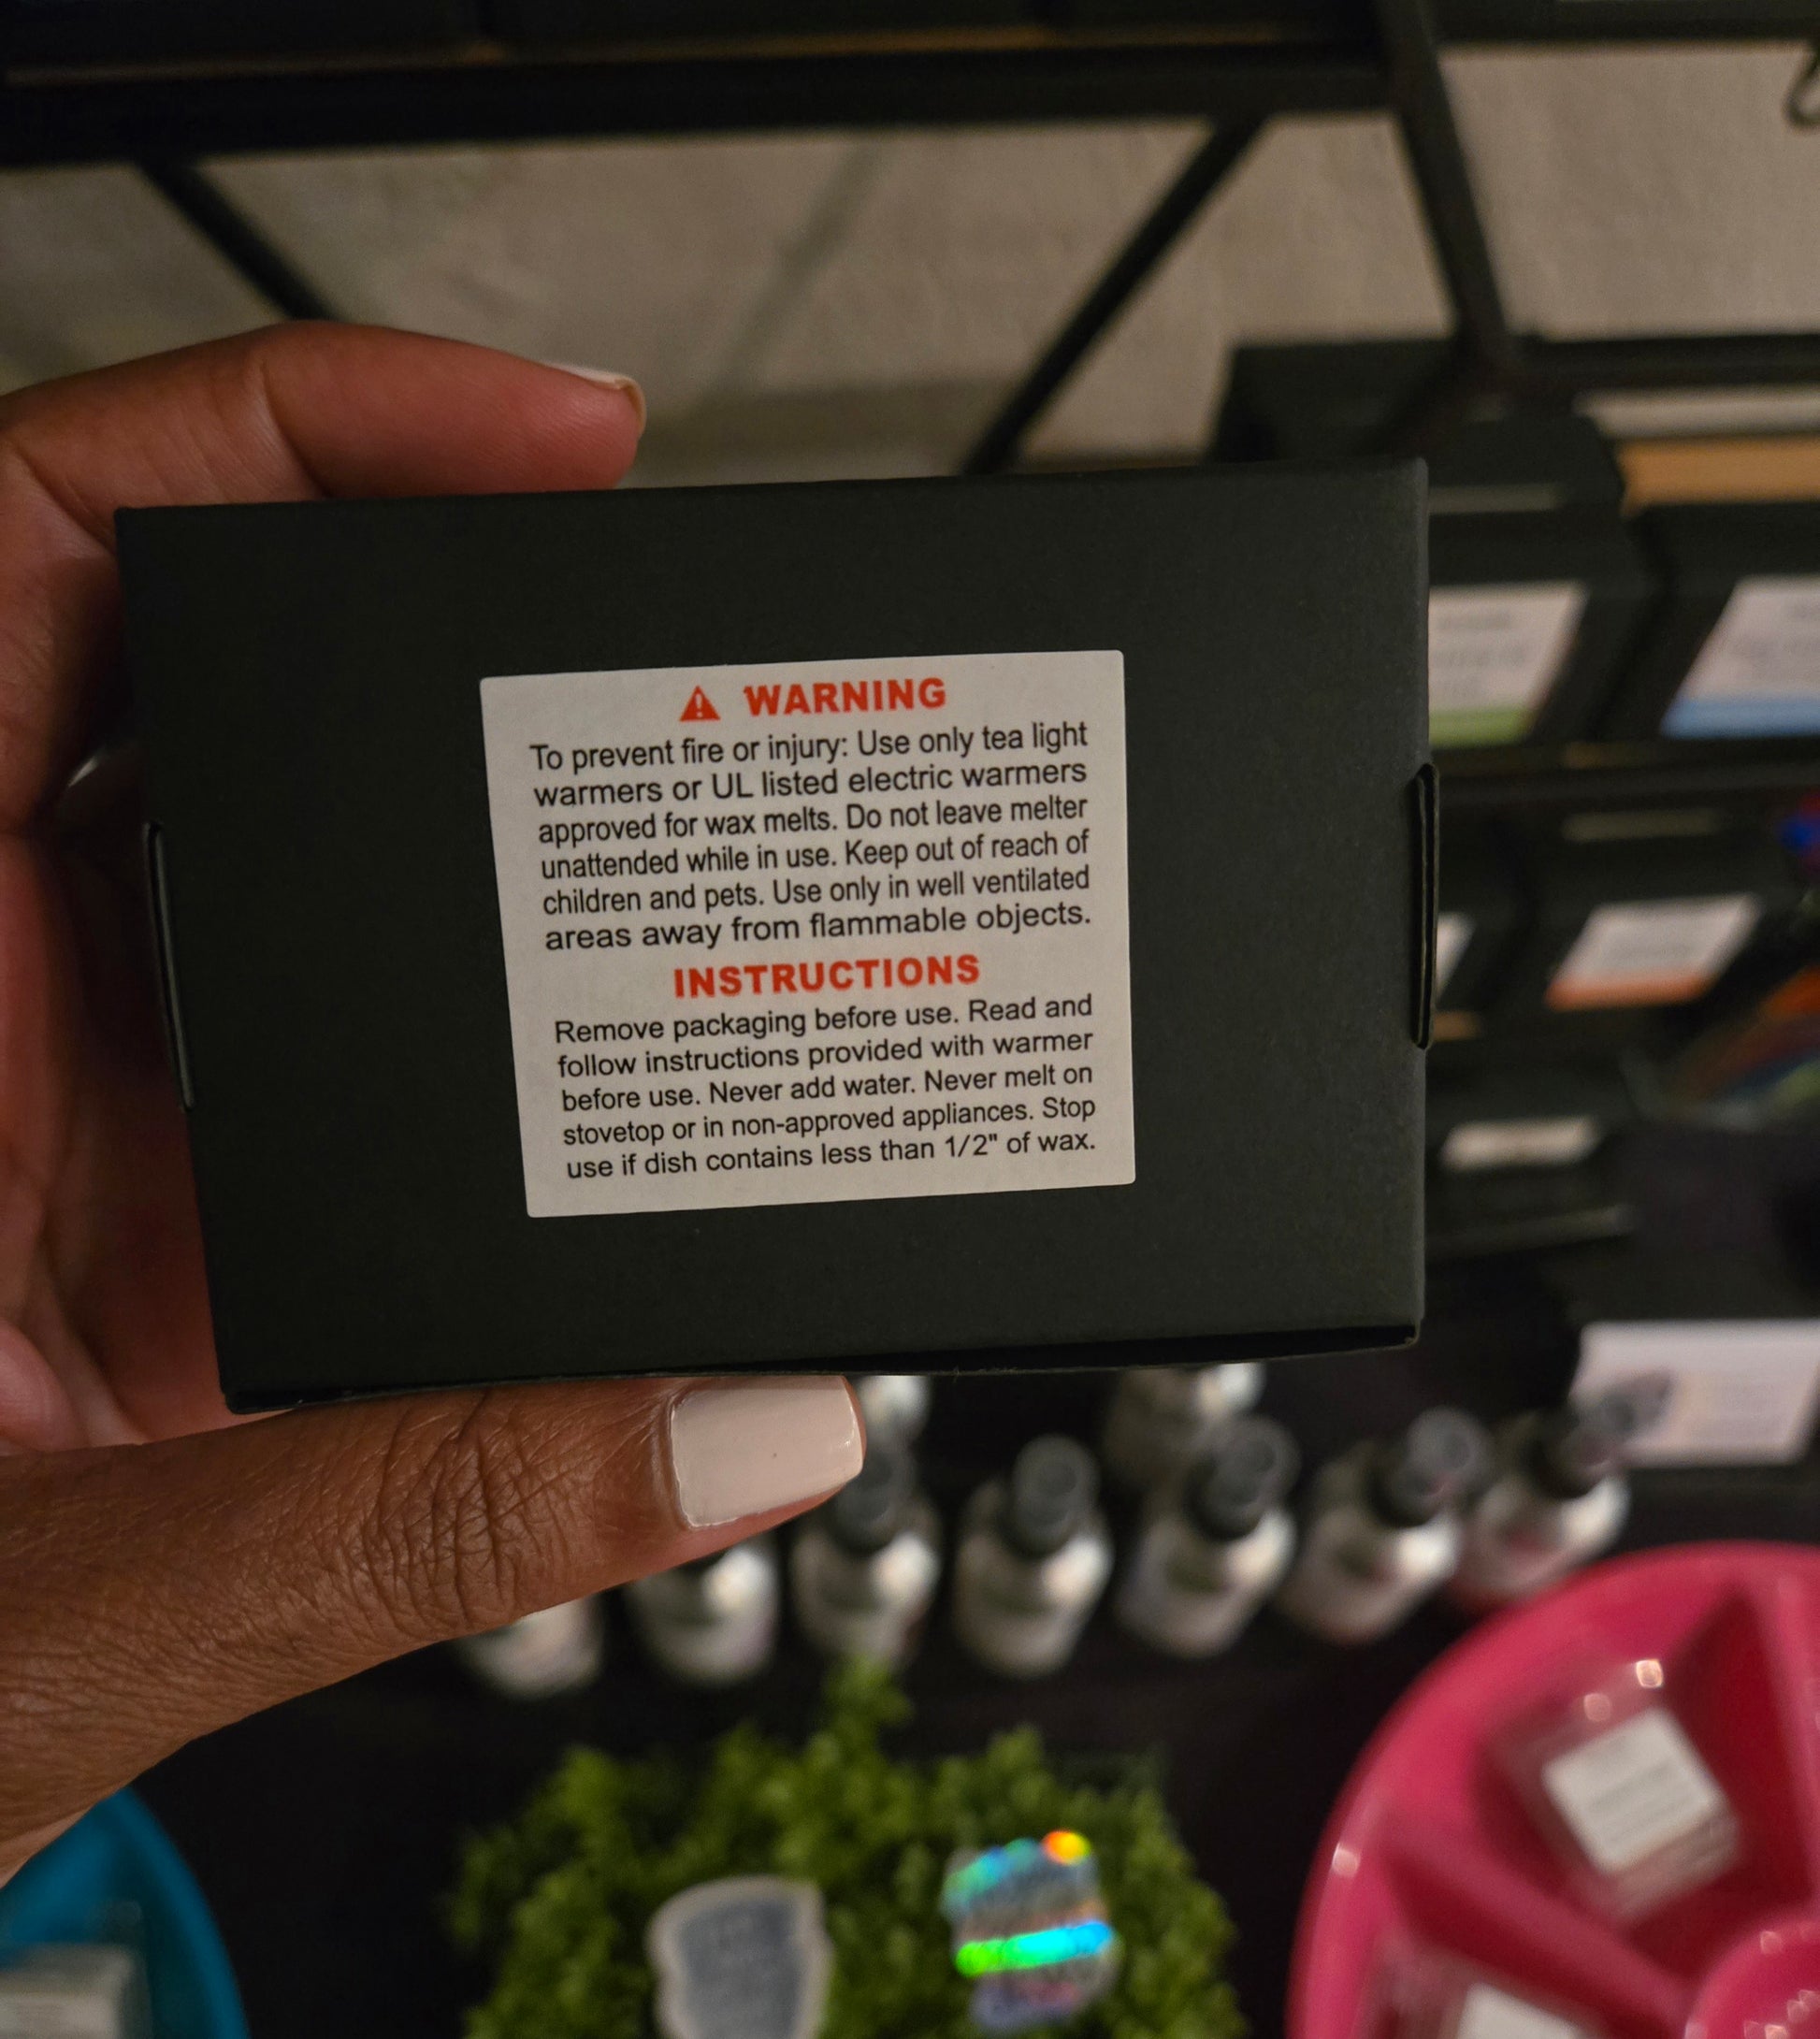 WARNING
To prevent fire or injury: Use only tea light
warmers or UL listed electric warmers
approved for wax melts. Do not leave melter
unattended while in use. Keep out of reach of
children and pets. Use only in well ventilated
areas away from flammable objects.
INSTRUCTIONS
Remove packaging before use. Read and
follow instructions provided with warmer
before use. Never add water. Never melt on
stovetop or in non-approved appliances. Stop
use if dish contains less than 1/2" of wax.